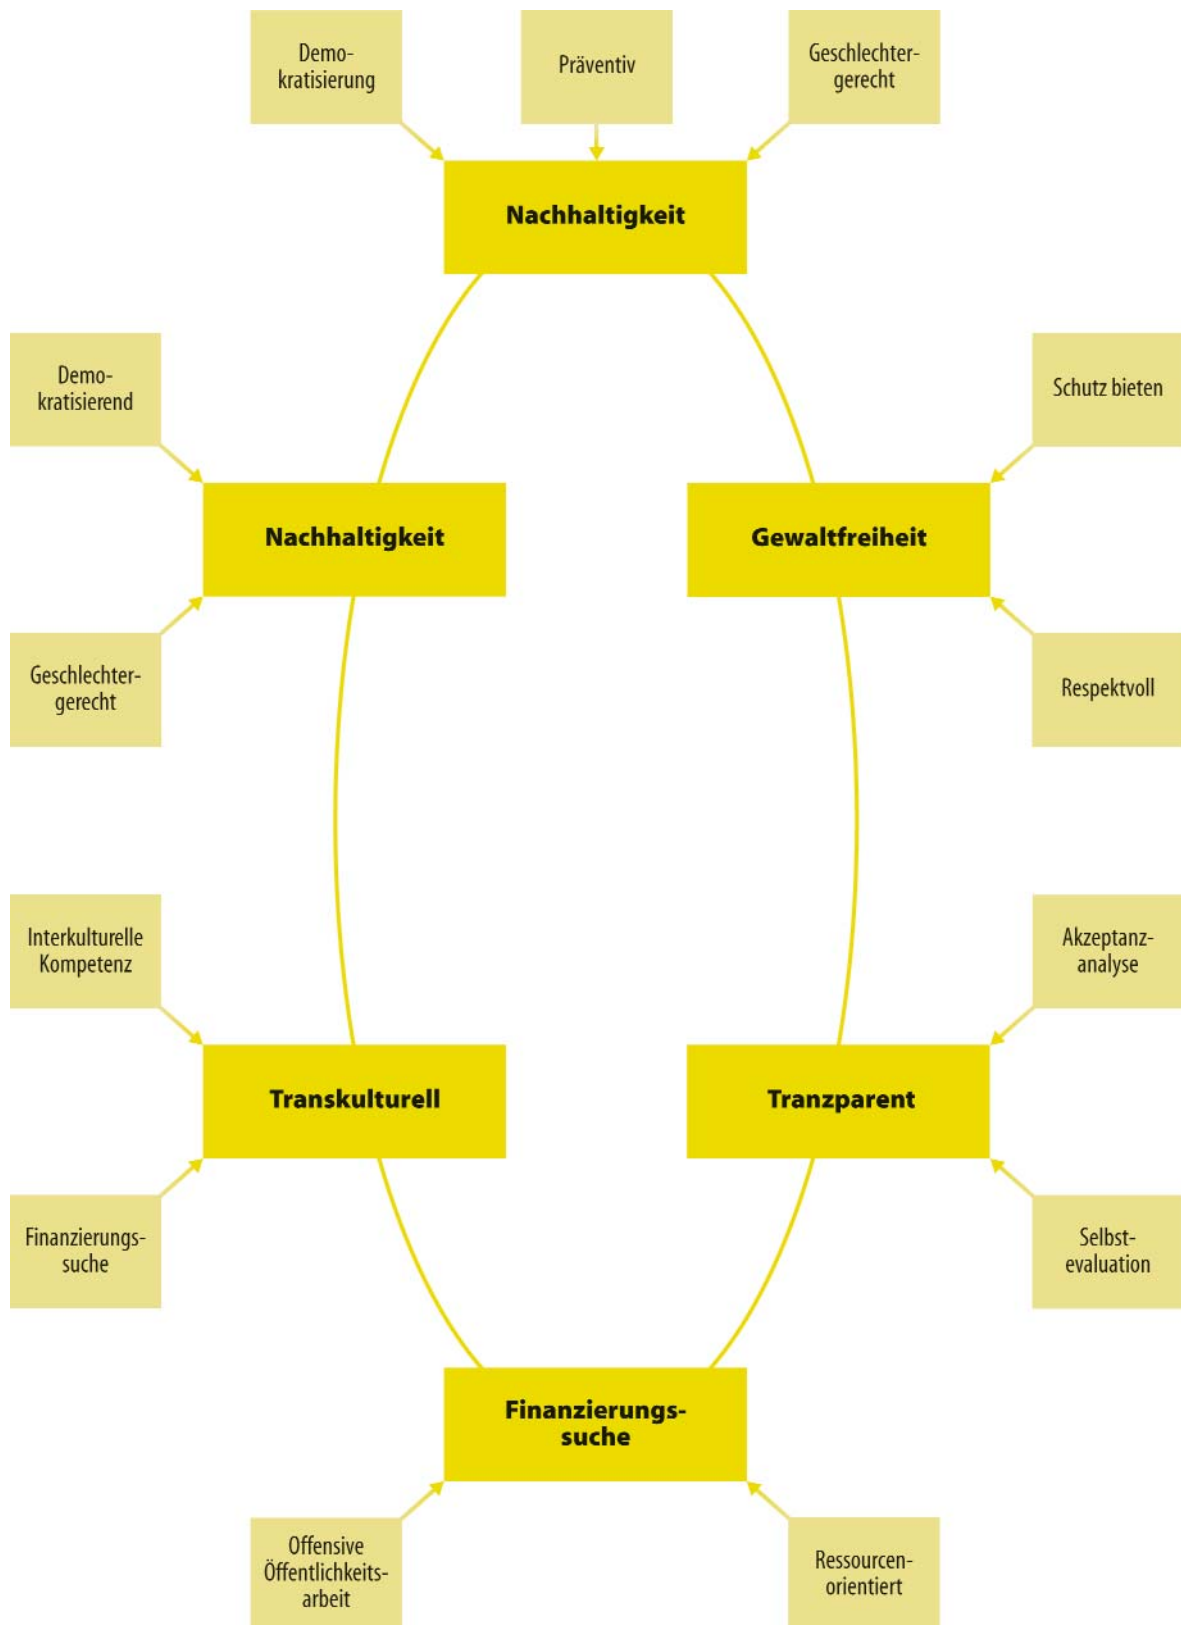 Demo-
kratisierung
Präventiv
Geschlechter-
gerecht
Nachhaltigkeit
Demo-
kratisierend
Schutz bieten
Nachhaltigkeit
Gewaltfreiheit
Geschlechter-
gerecht
Respektvoll
Interkulturelle
Kompetenz
Akzeptanz-
analyse
Transkulturell
Tranzparent
Finanzierungs-
suche
Selbst-
evaluation
Finanzierungs-
suche
Offensive
Öffentlichkeits-
arbeit
Ressourcen-
orientiert